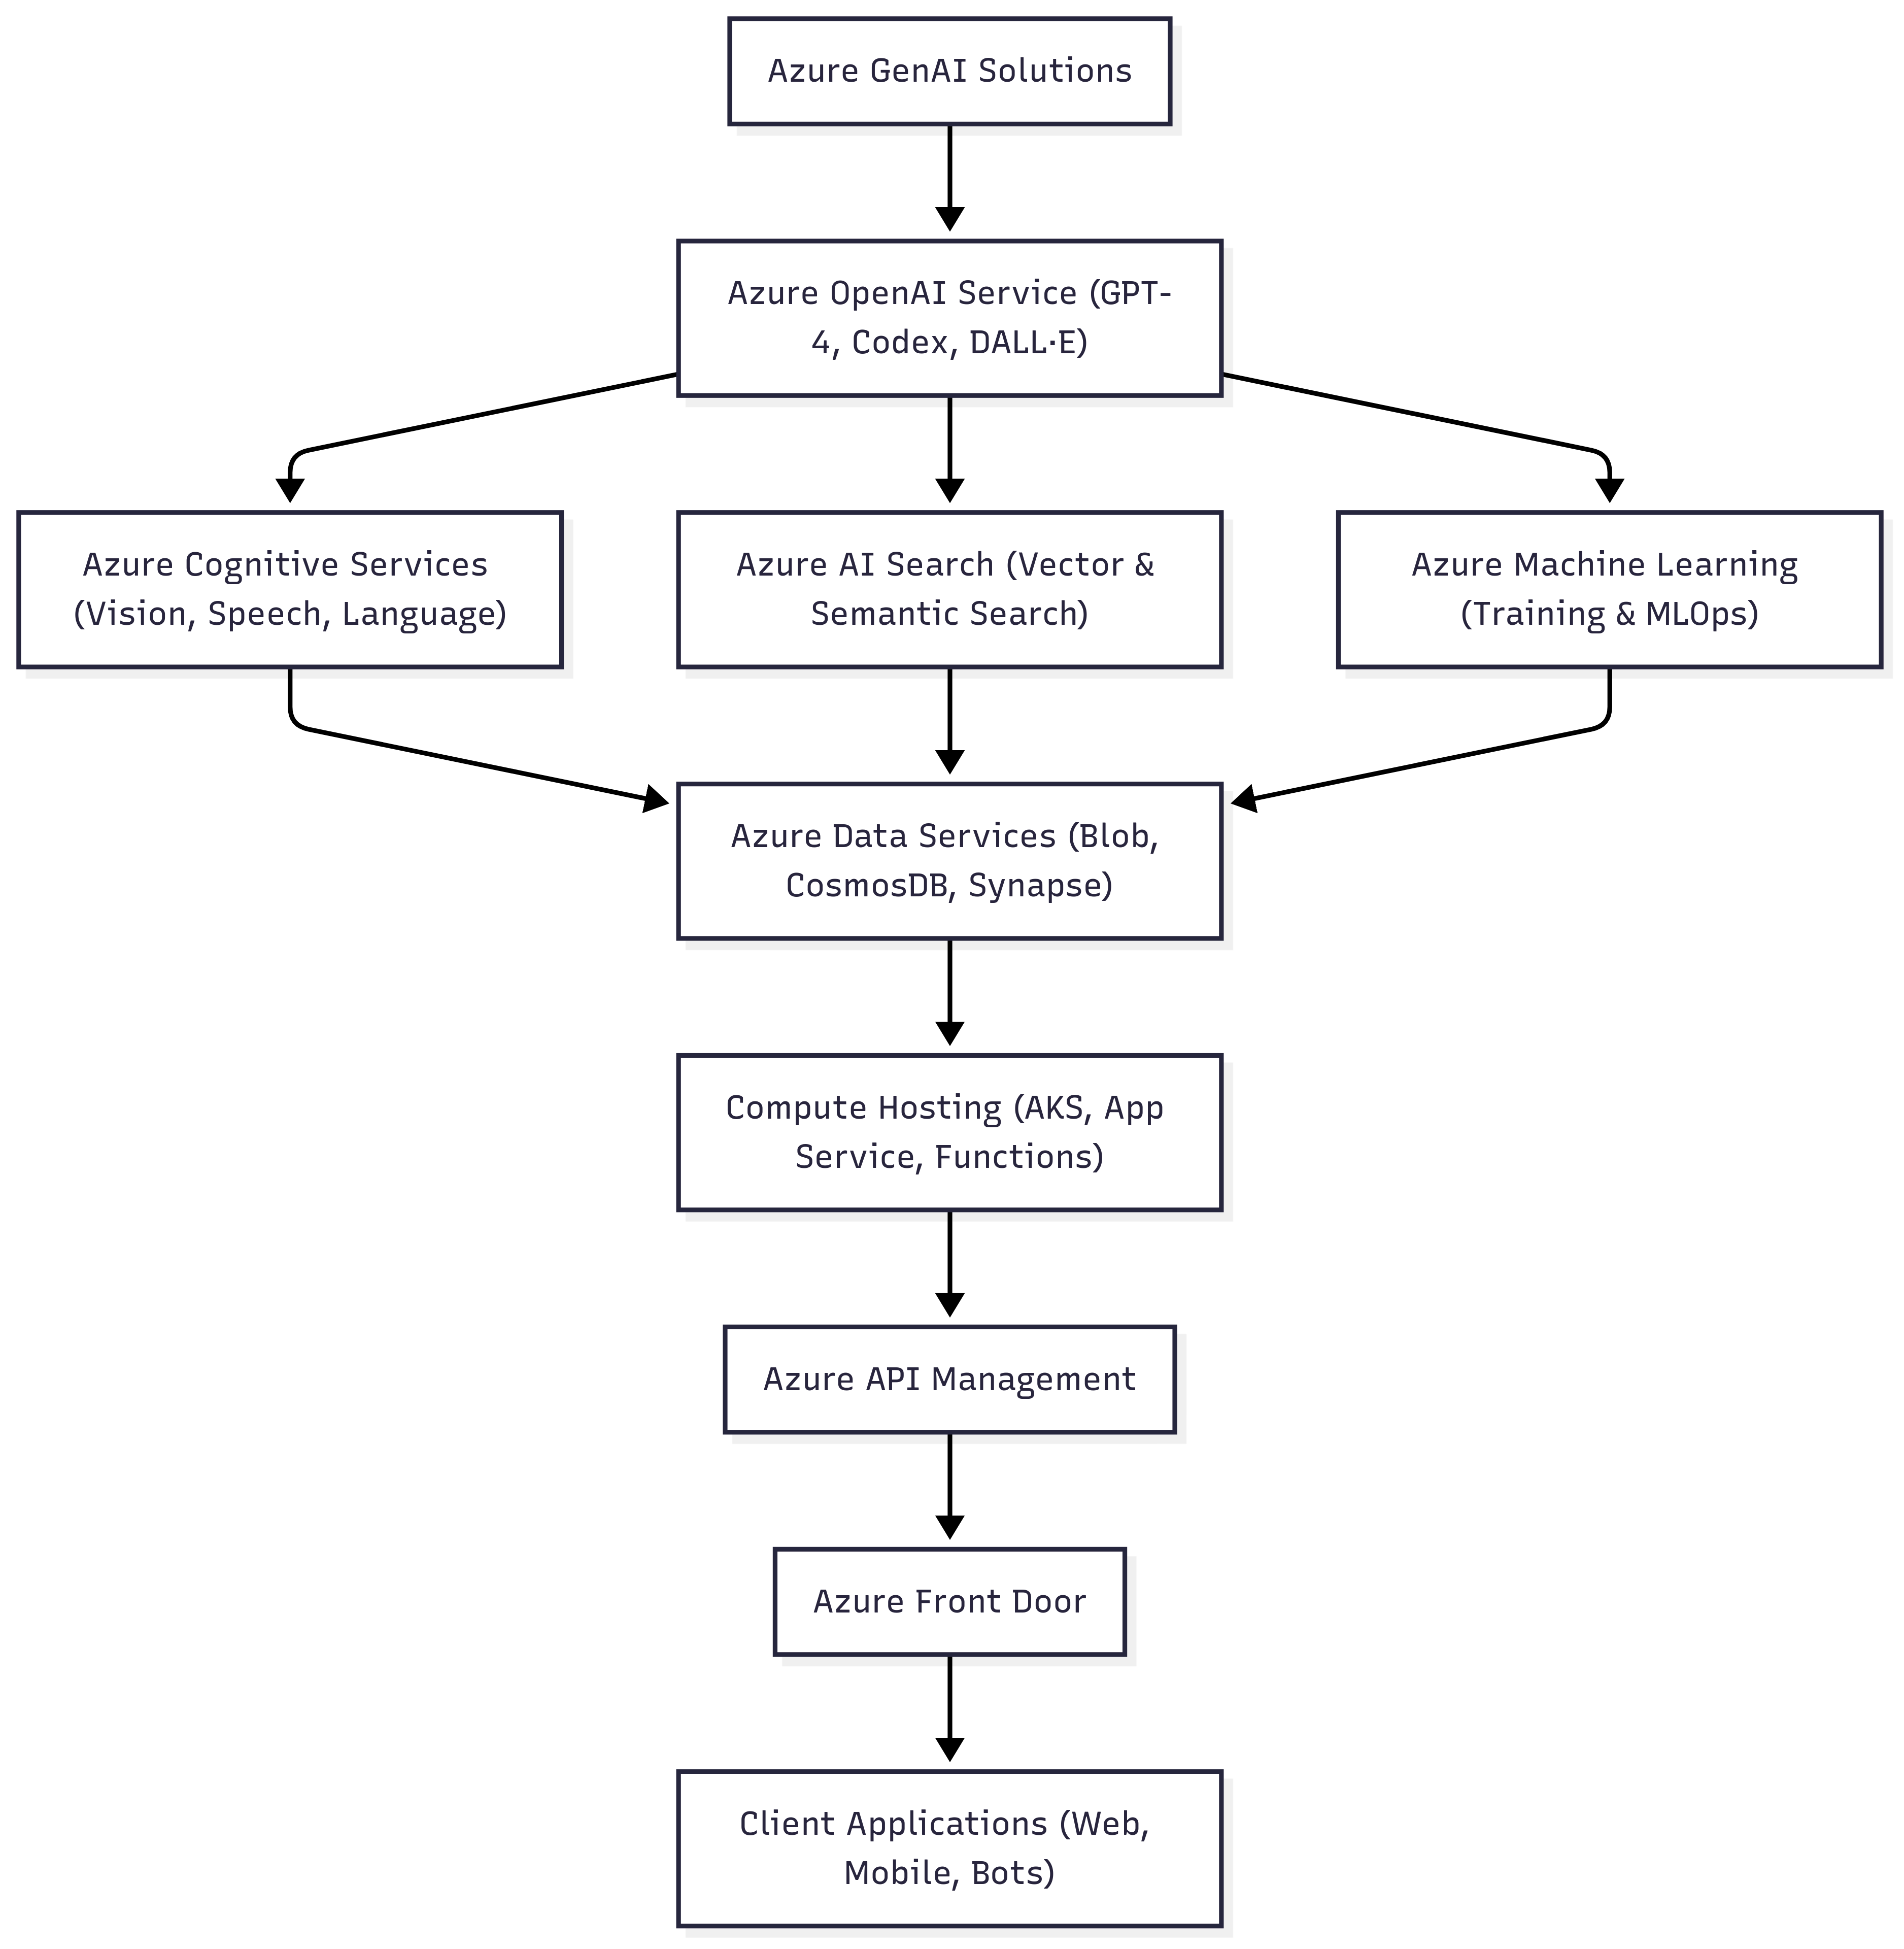 Azure GenAI Solutions
Azure OpenAI Service (GPT-
4, Codex, DALL·E)
Azure Cognitive Services
(Vision, Speech, Language)
Azure AI Search (Vector &
Semantic Search)
Azure Machine Learning
(Training & MLOps)
Azure Data Services (Blob,
CosmosDB, Synapse)
Compute Hosting (AKS, App
Service, Functions)
Azure API Management
Azure Front Door
Client Applications (Web,
Mobile, Bots)